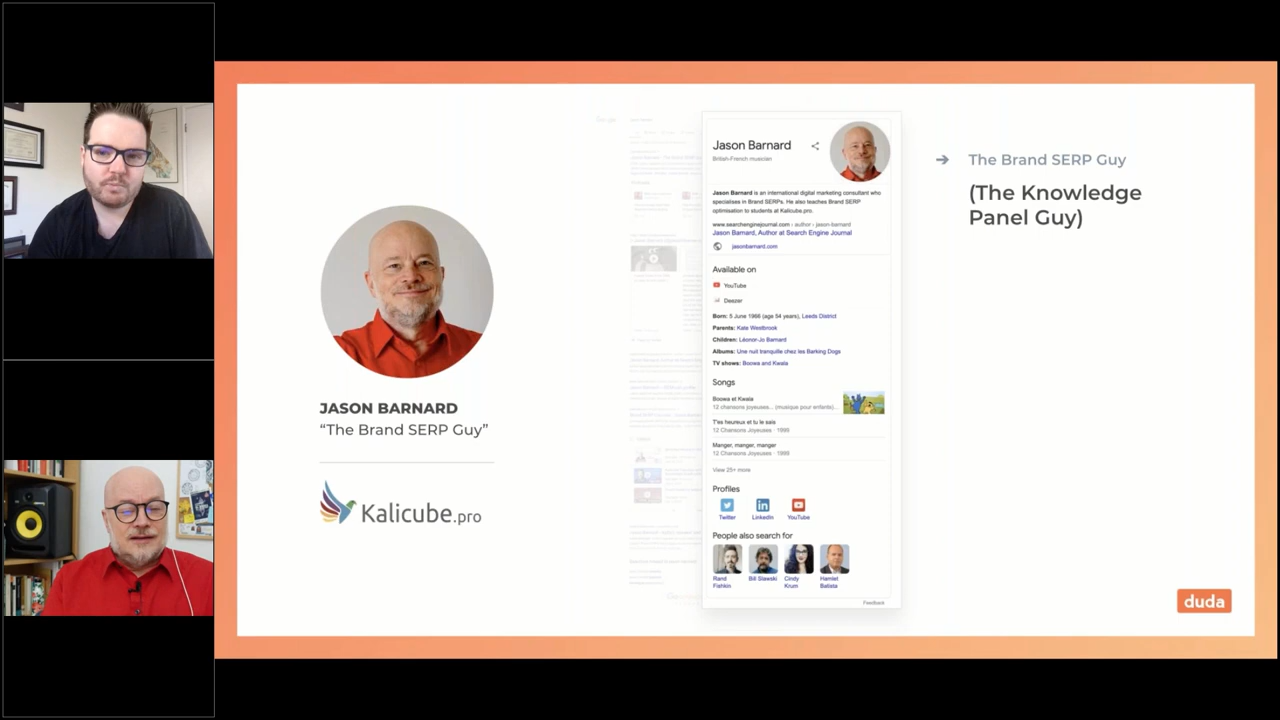 JASON BARNARD
“The Brand SERP Guy”
Kalicube.pro
Jason Barnard
British-French musician
Jason Barnard is an international digital marketing consultant who
specialises in Brand SERPs. He also teaches Brand SERP
optimisation to students at Kalicube.pro.
www.searchenginejournal.com › author › jason-barnard
Jason Barnard, Author at Search Engine Journal
jasonbarnard.com
Available on
YouTube
Deezer
Born: 5 June 1966 (age 54 years), Leeds District
Parents: Kate Westbrook
Children: Léonor-Jo Barnard
Albums: Une nuit tranquille chez les Barking Dogs
TV shows: Boowa and Kwala
Songs
Boowa et Kwala
12 chansons joyeuses... (musique pour enfants)...
T'es heureux et tu le sais
12 Chansons Joyeuses · 1999
Manger, manger, manger
12 Chansons Joyeuses · 1998
View 25+ more
Profiles
Twitter LinkedIn YouTube
People also search for
Rand Fishkin
Bill Slawski
Cindy Krum
Hamlet Batista
Feedback
→ The Brand SERP Guy
(The Knowledge
Panel Guy)
duda